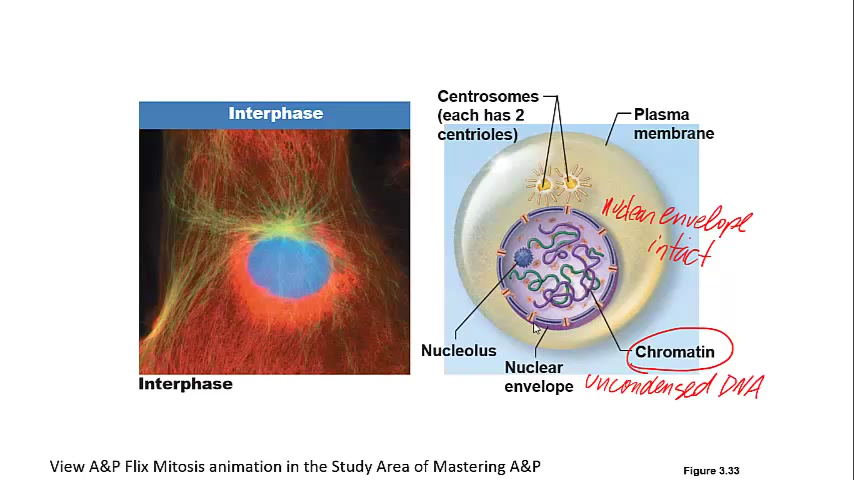 Interphase
Centrosomes
(each has 2
centrioles)
Plasma
membrane
nuclear envelope
intact
Nucleolus
Nuclear
envelope
Chromatin
uncondensed DNA
Interphase
View A&P Flix Mitosis animation in the Study Area of Mastering A&P
Figure 3.33